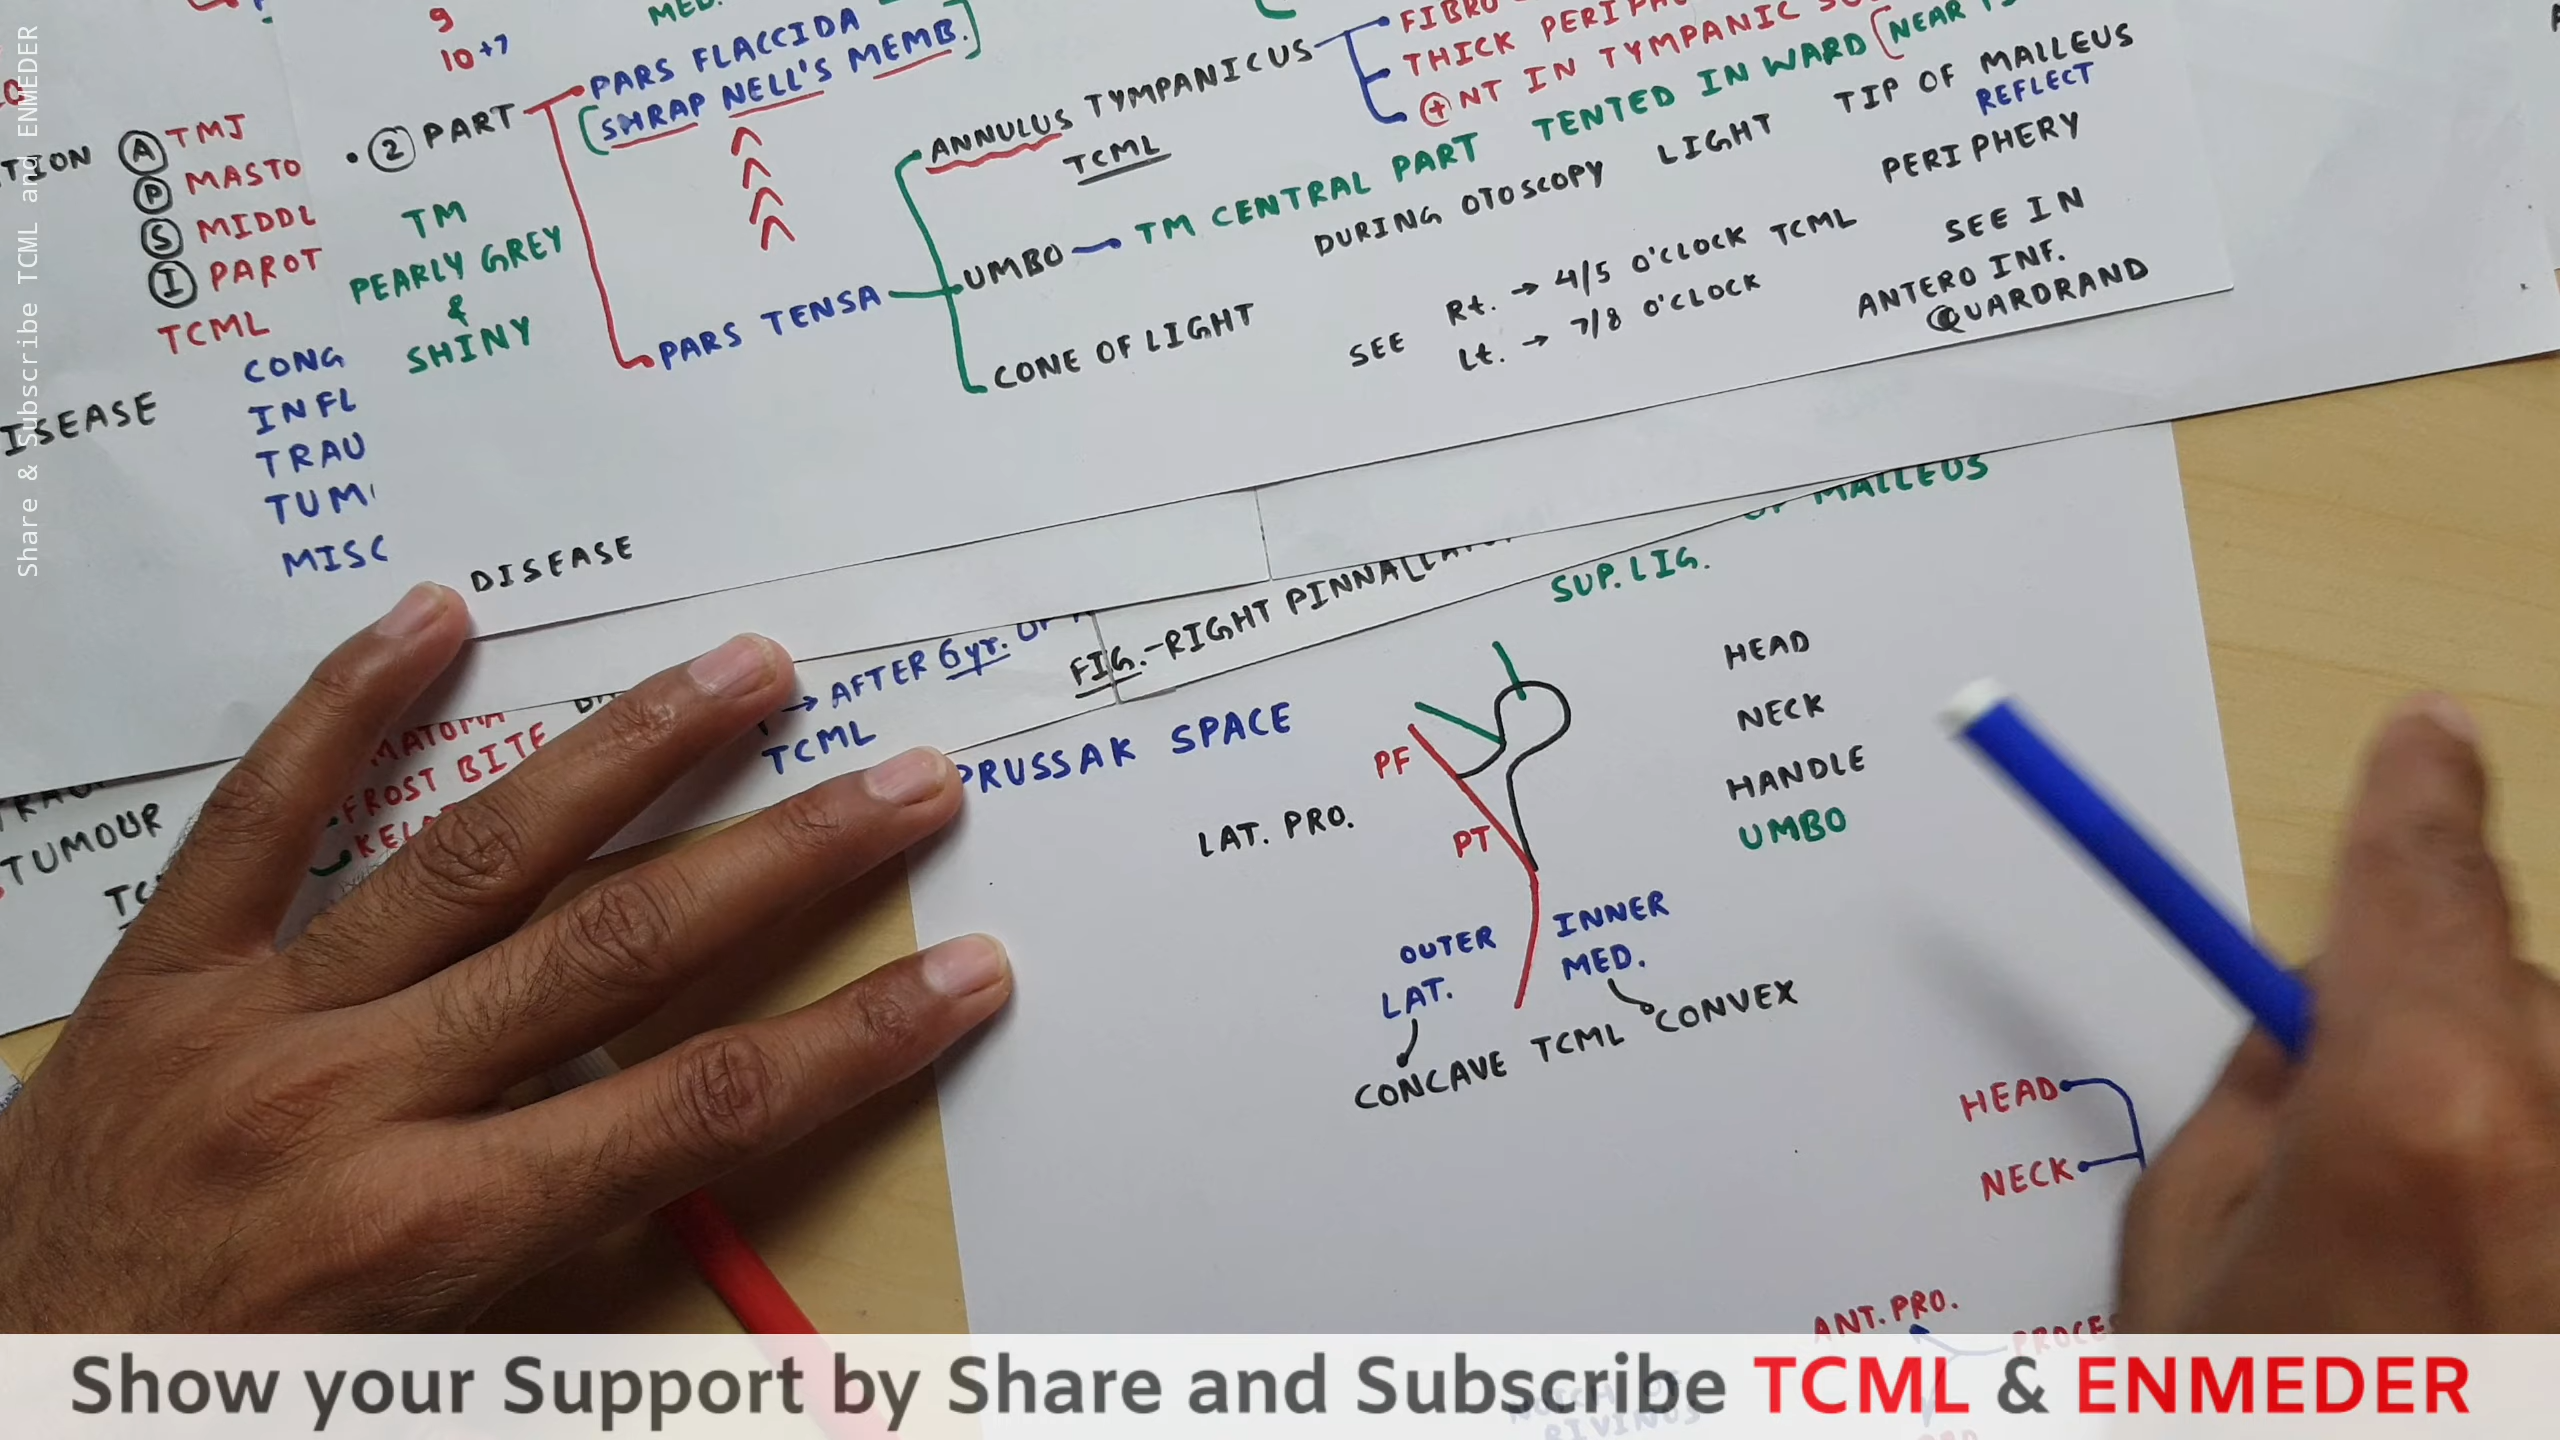 Share & Subscribe TCML and ENMEDER
9
10+7
MED.
• 2 PART
PARS FLACCIDA
[SHRAP NELL'S MEMB.]
TM
PEARLY GREY
&
SHINY
PARS TENSA
ANNULUS TYMPANICUS
TCML
THICK
+NT IN TYMPANIC
UMBO
TM CENTRAL PART TENTED IN WARD (NEAR
TIP OF MALLEUS
CONE OF LIGHT
DURING OTOSCOPY LIGHT REFLECT
PERIPHERY
SEE Rt. → 4/5 O'CLOCK TCML
Lt. → 7/8 O'CLOCK
SEE IN
ANTERO INF.
QUARDRAND
A TMJ
P MASTO
S MIDDL
I PAROT
TCML
CONG
INFL
TRAU
TUM
MISC
DISEASE
TUMOUR
FROST BITE
→ AFTER 6yr.
TCML
FIG.-RIGHT PINNA
OF MALLEUS
SUP. LIG.
PRUSSAK SPACE
LAT. PRO.
PF
PT
HEAD
NECK
HANDLE
UMBO
OUTER
LAT.
INNER
MED.
CONCAVE TCML CONVEX
HEAD
NECK
ANT. PRO.
Show your Support by Share and Subscribe TCML & ENMEDER